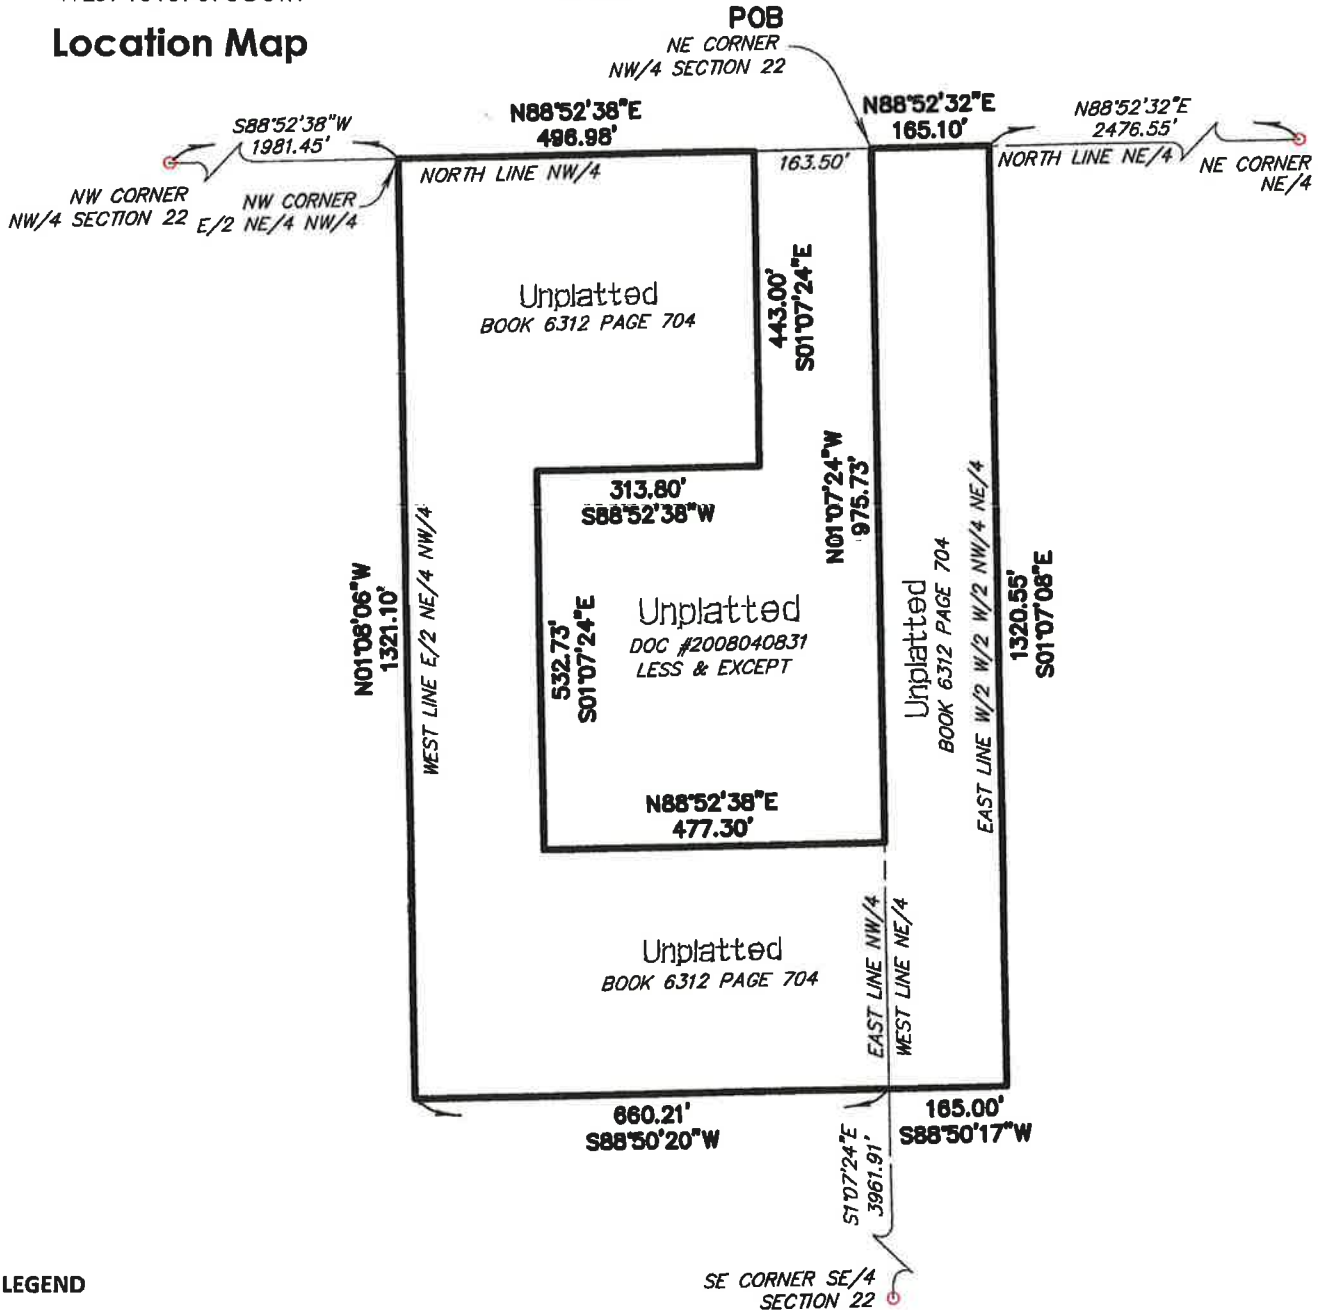 Location Map
POB
NE CORNER
NW/4 SECTION 22
S88°52'38"W
1981.45'
N88°52'38"E
496.98'
N88°52'32"E
165.10'
N88°52'32"E
2476.55'
NORTH LINE NW/4
163.50'
NORTH LINE NE/4
NE CORNER
NE/4
NW CORNER
NW/4 SECTION 22
NW CORNER
E/2 NE/4 NW/4
Unplatted
BOOK 6312 PAGE 704
443.00'
S01°07'24"E
313.80'
S88°52'38"W
N01°07'24"W
975.73'
WEST LINE E/2 NE/4 NW/4
N01°08'06"W
1321.10'
532.73'
S01°07'24"E
Unplatted
DOC #2008040831
LESS & EXCEPT
Unplatted
BOOK 6312 PAGE 704
EAST LINE W/2 W/2 W/2 NW/4 NE/4
1320.55'
S01°07'08"E
N88°52'38"E
477.30'
Unplatted
BOOK 6312 PAGE 704
EAST LINE NW/4
WEST LINE NE/4
660.21'
S88°50'20"W
165.00'
S88°50'17"W
S1°07'24"E
3961.91'
SE CORNER SE/4
SECTION 22
LEGEND